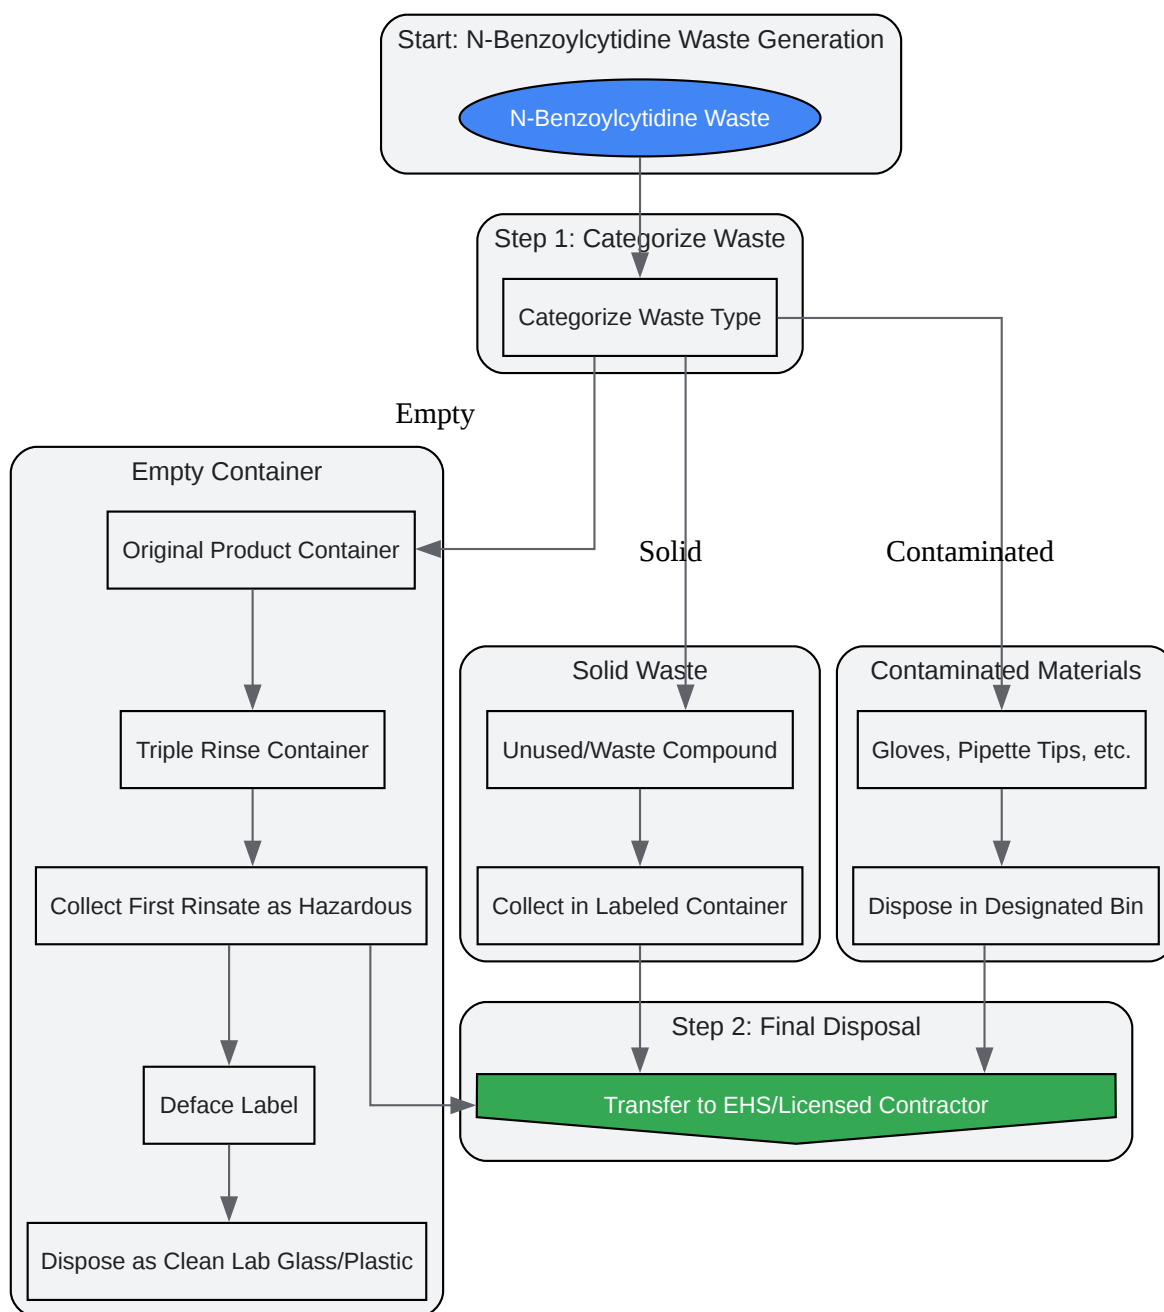 Start: N-Benzoylcytidine Waste Generation
N-Benzoylcytidine Waste
Step 1: Categorize Waste
Categorize Waste Type
Empty
Empty Container
Original Product Container
Solid
Contaminated
Solid Waste
Contaminated Materials
Triple Rinse Container
Unused/Waste Compound
Gloves, Pipette Tips, etc.
Collect First Rinsate as Hazardous
Collect in Labeled Container
Dispose in Designated Bin
Step 2: Final Disposal
Deface Label
Transfer to EHS/Licensed Contractor
Dispose as Clean Lab Glass/Plastic